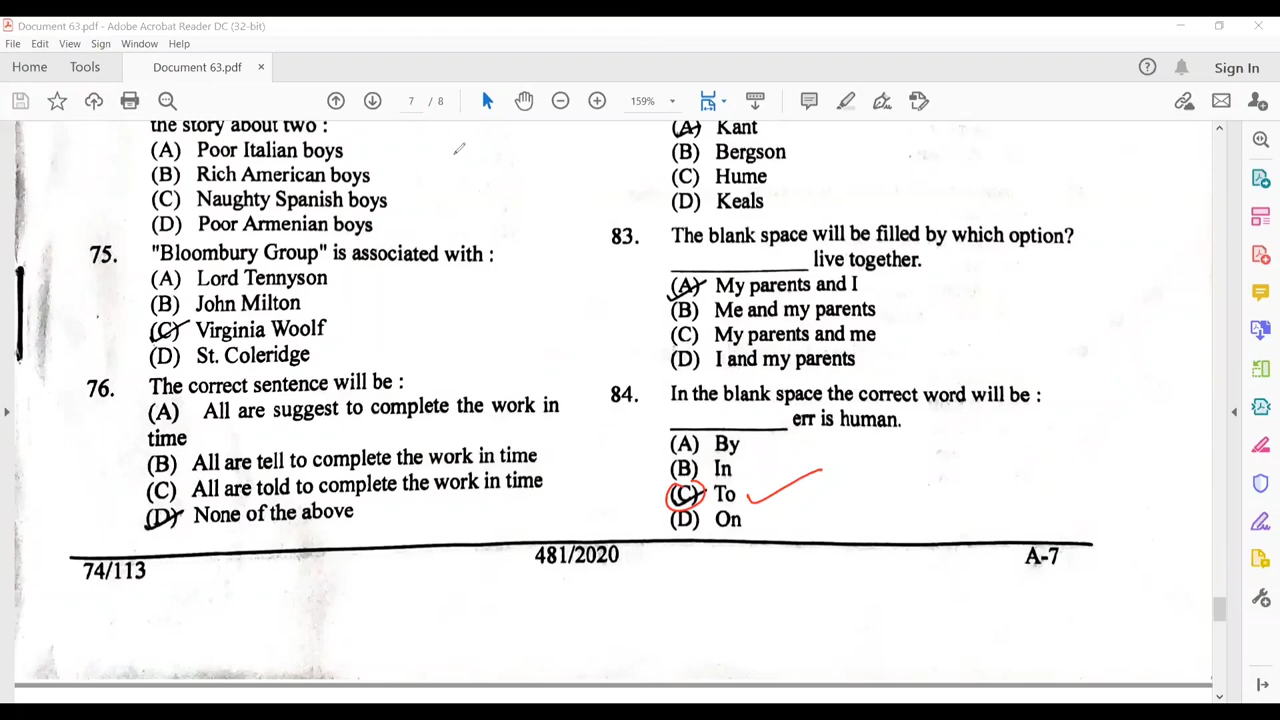 Document 63.pdf - Adobe Acrobat Reader DC (32-bit)
File Edit View Sign Window Help
Home Tools Document 63.pdf × Sign In
7 / 8 159%
the story about two :
(A) Poor Italian boys
(B) Rich American boys
(C) Naughty Spanish boys
(D) Poor Armenian boys
75. "Bloombury Group" is associated with :
(A) Lord Tennyson
(B) John Milton
(C) Virginia Woolf
(D) St. Coleridge
76. The correct sentence will be :
(A) All are suggest to complete the work in
time
(B) All are tell to complete the work in time
(C) All are told to complete the work in time
(D) None of the above
(A) Kant
(B) Bergson
(C) Hume
(D) Keals
83. The blank space will be filled by which option?
____________ live together.
(A) My parents and I
(B) Me and my parents
(C) My parents and me
(D) I and my parents
84. In the blank space the correct word will be :
__________ err is human.
(A) By
(B) In
(C) To
(D) On
74/113 481/2020 A-7